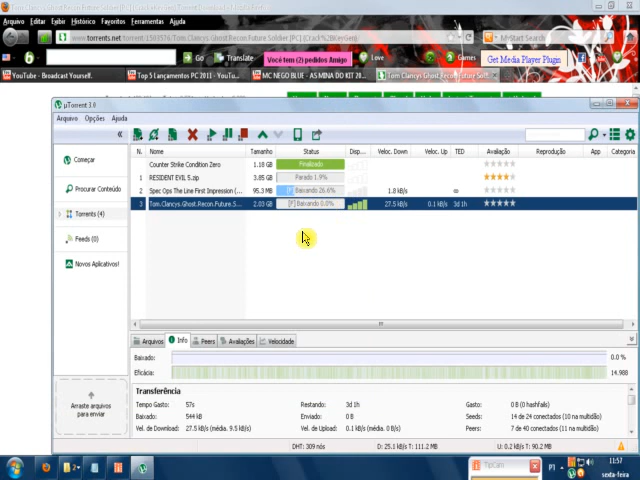 Arquivo Editar Exibir Histórico Favoritos Ferramentas Ajuda
www.torrents.net
MyStart Search
6 Go Translate Você tem (2) pedidos Amigo Love Games Get Media Player Plugin
YouTube - Broadcast Yourself. Top 5 Lançamentos PC 2011 - YouTu... MC NEGO BLUE - AS MINA DO KIT 20... Tom Clancys Ghost Recon Future Sol...
µTorrent 3.0
Arquivo Opções Ajuda
N. Nome Tamanho Status Disp... Veloc. Down Veloc. Up TED Avaliação Reprodução App Categoria
Começar
Procurar Conteúdo
Torrents (4)
Feeds (0)
Novos Aplicativos!
Counter Strike Condition Zero 1.18 GB Finalizado
1 RESIDENT EVIL 5.zip 3.85 GB Parado 1.9%
2 Spec Ops The Line First Impression (... 95.3 MB [F] Baixando 26.6% 1.8 kB/s ∞
3 Tom.Clancys.Ghost.Recon.Future.S... 2.03 GB [F] Baixando 0.0% 27.5 kB/s 0.1 kB/s 3d 1h
Arquivos Info Peers Avaliações Velocidade
Baixado: 0.0 %
Eficácia: 14.988
Arraste arquivos para enviar
Transferência
Tempo Gasto: 57s Restando: 3d 1h Gasto: 0 B (0 hashfails)
Baixado: 544 kB Enviado: 0 B Seeds: 14 de 24 conectados (10 na multidão)
Vel. de Download: 27.5 kB/s (média. 9.5 kB/s) Vel. de Upload: 0.1 kB/s (média. 0 B/s) Peers: 7 de 40 conectados (11 na multidão)
DHT: 309 nós D: 25.1 kB/s T: 111.2 MB U: 0.2 kB/s T: 90.2 MB
TipCam
PT 11:57
sexta-feira